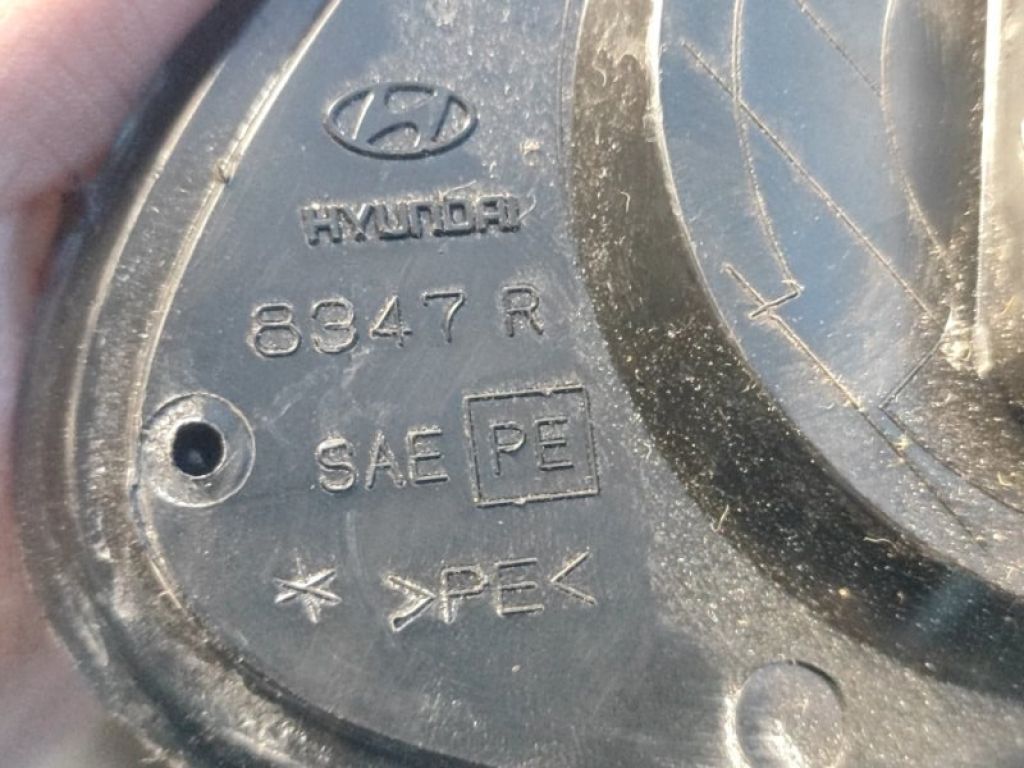 HYUNDAI
8347 R
SAE PE
* >PE<